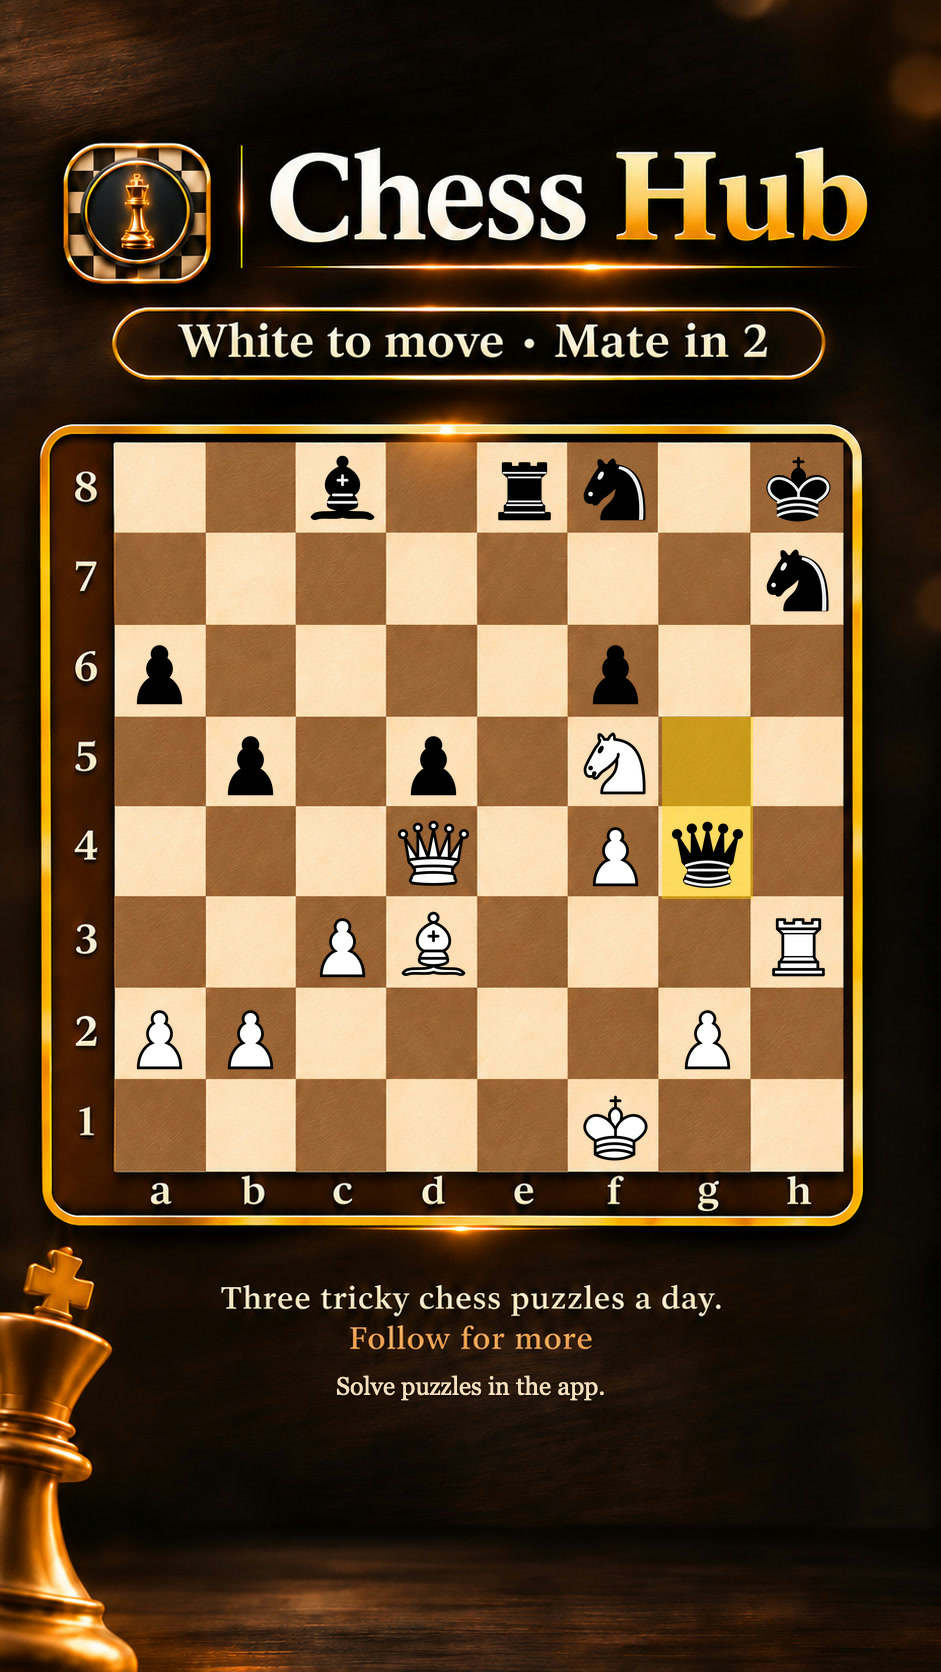 Chess Hub
White to move • Mate in 2
8
7
6
5
4
3
2
1
a b c d e f g h
Three tricky chess puzzles a day.
Follow for more
Solve puzzles in the app.